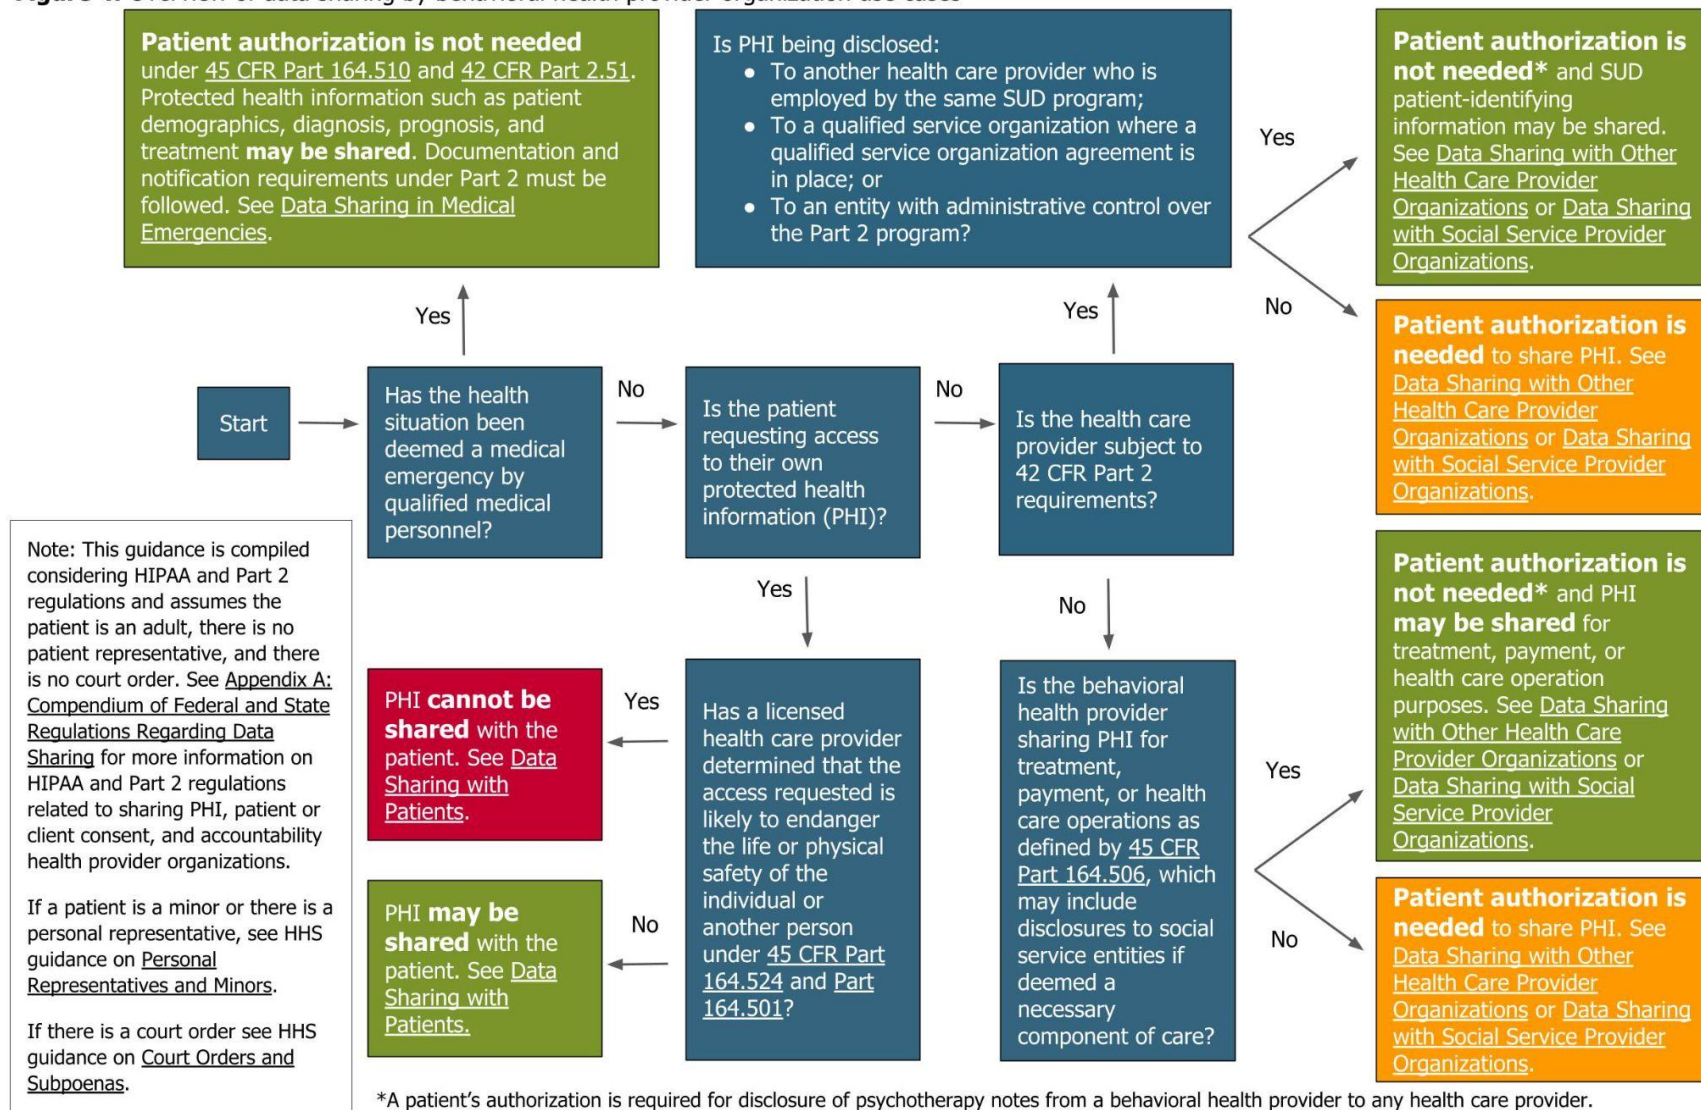 Figure 1. Overview of data sharing by behavioral health provider organization use cases
Patient authorization is not needed
under 45 CFR Part 164.510 and 42 CFR Part 2.51.
Protected health information such as patient
demographics, diagnosis, prognosis, and
treatment may be shared. Documentation and
notification requirements under Part 2 must be
followed. See Data Sharing in Medical
Emergencies.
Is PHI being disclosed:
● To another health care provider who is
employed by the same SUD program;
● To a qualified service organization where a
qualified service organization agreement is
in place; or
● To an entity with administrative control over
the Part 2 program?
Yes
No
Patient authorization is
not needed* and SUD
patient-identifying
information may be shared.
See Data Sharing with Other
Health Care Provider
Organizations or Data Sharing
with Social Service Provider
Organizations.
Patient authorization is
needed to share PHI. See
Data Sharing with Other
Health Care Provider
Organizations or Data Sharing
with Social Service Provider
Organizations.
Yes
Yes
Start
Has the health
situation been
deemed a medical
emergency by
qualified medical
personnel?
No
Is the patient
requesting access
to their own
protected health
information (PHI)?
No
Is the health care
provider subject to
42 CFR Part 2
requirements?
Yes
No
Note: This guidance is compiled
considering HIPAA and Part 2
regulations and assumes the
patient is an adult, there is no
patient representative, and there
is no court order. See Appendix A:
Compendium of Federal and State
Regulations Regarding Data
Sharing for more information on
HIPAA and Part 2 regulations
related to sharing PHI, patient or
client consent, and accountability
health provider organizations.
If a patient is a minor or there is a
personal representative, see HHS
guidance on Personal
Representatives and Minors.
If there is a court order see HHS
guidance on Court Orders and
Subpoenas.
PHI cannot be
shared with the
patient. See Data
Sharing with
Patients.
Yes
PHI may be
shared with the
patient. See Data
Sharing with
Patients.
No
Has a licensed
health care provider
determined that the
access requested is
likely to endanger
the life or physical
safety of the
individual or
another person
under 45 CFR Part
164.524 and Part
164.501?
Is the behavioral
health provider
sharing PHI for
treatment,
payment, or health
care operations as
defined by 45 CFR
Part 164.506, which
may include
disclosures to social
service entities if
deemed a
necessary
component of care?
Yes
No
Patient authorization is
not needed* and PHI
may be shared for
treatment, payment, or
health care operation
purposes. See Data Sharing
with Other Health Care
Provider Organizations or
Data Sharing with Social
Service Provider
Organizations.
Patient authorization is
needed to share PHI. See
Data Sharing with Other
Health Care Provider
Organizations or Data Sharing
with Social Service Provider
Organizations.
*A patient's authorization is required for disclosure of psychotherapy notes from a behavioral health provider to any health care provider.